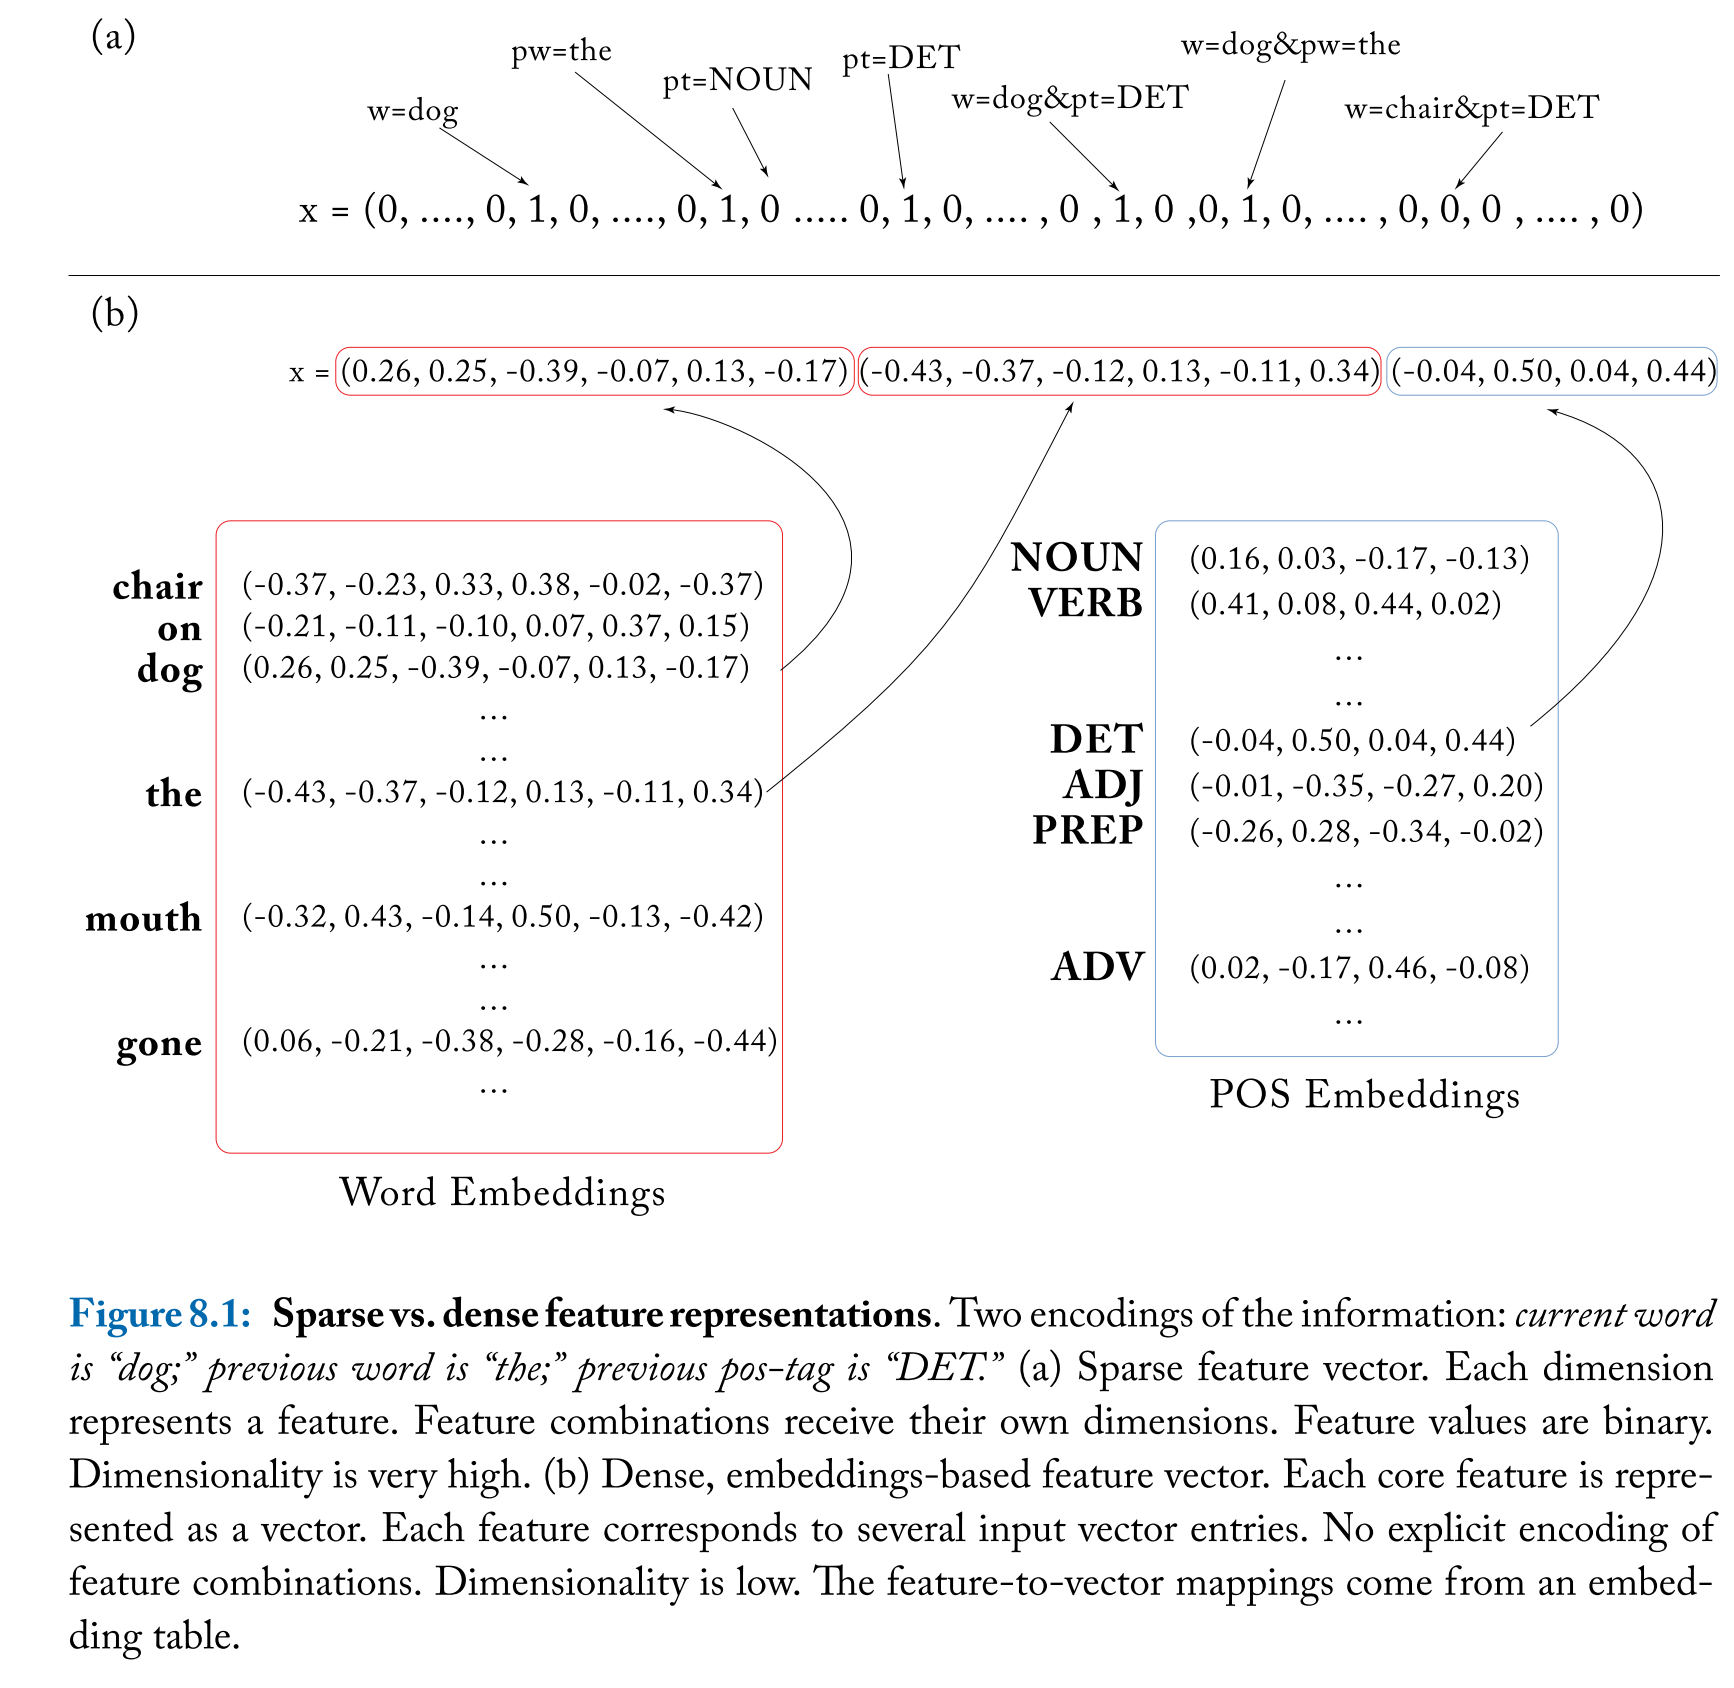 (a)
w=dog
pw=the
pt=NOUN
pt=DET
w=dog&pt=DET
w=dog&pw=the
w=chair&pt=DET
x = (0, ...., 0, 1, 0, ...., 0, 1, 0 ..... 0, 1, 0, .... , 0 , 1, 0 ,0, 1, 0, .... , 0, 0, 0 , .... , 0)
(b)
x = (0.26, 0.25, -0.39, -0.07, 0.13, -0.17) (-0.43, -0.37, -0.12, 0.13, -0.11, 0.34) (-0.04, 0.50, 0.04, 0.44)
chair (-0.37, -0.23, 0.33, 0.38, -0.02, -0.37)
on (-0.21, -0.11, -0.10, 0.07, 0.37, 0.15)
dog (0.26, 0.25, -0.39, -0.07, 0.13, -0.17)
...
...
the (-0.43, -0.37, -0.12, 0.13, -0.11, 0.34)
...
...
mouth (-0.32, 0.43, -0.14, 0.50, -0.13, -0.42)
...
...
gone (0.06, -0.21, -0.38, -0.28, -0.16, -0.44)
...
Word Embeddings
NOUN (0.16, 0.03, -0.17, -0.13)
VERB (0.41, 0.08, 0.44, 0.02)
...
...
DET (-0.04, 0.50, 0.04, 0.44)
ADJ (-0.01, -0.35, -0.27, 0.20)
PREP (-0.26, 0.28, -0.34, -0.02)
...
...
ADV (0.02, -0.17, 0.46, -0.08)
...
POS Embeddings
Figure 8.1: Sparse vs. dense feature representations. Two encodings of the information: current word
is “dog;” previous word is “the;” previous pos-tag is “DET.” (a) Sparse feature vector. Each dimension
represents a feature. Feature combinations receive their own dimensions. Feature values are binary.
Dimensionality is very high. (b) Dense, embeddings-based feature vector. Each core feature is repre-
sented as a vector. Each feature corresponds to several input vector entries. No explicit encoding of
feature combinations. Dimensionality is low. The feature-to-vector mappings come from an embed-
ding table.